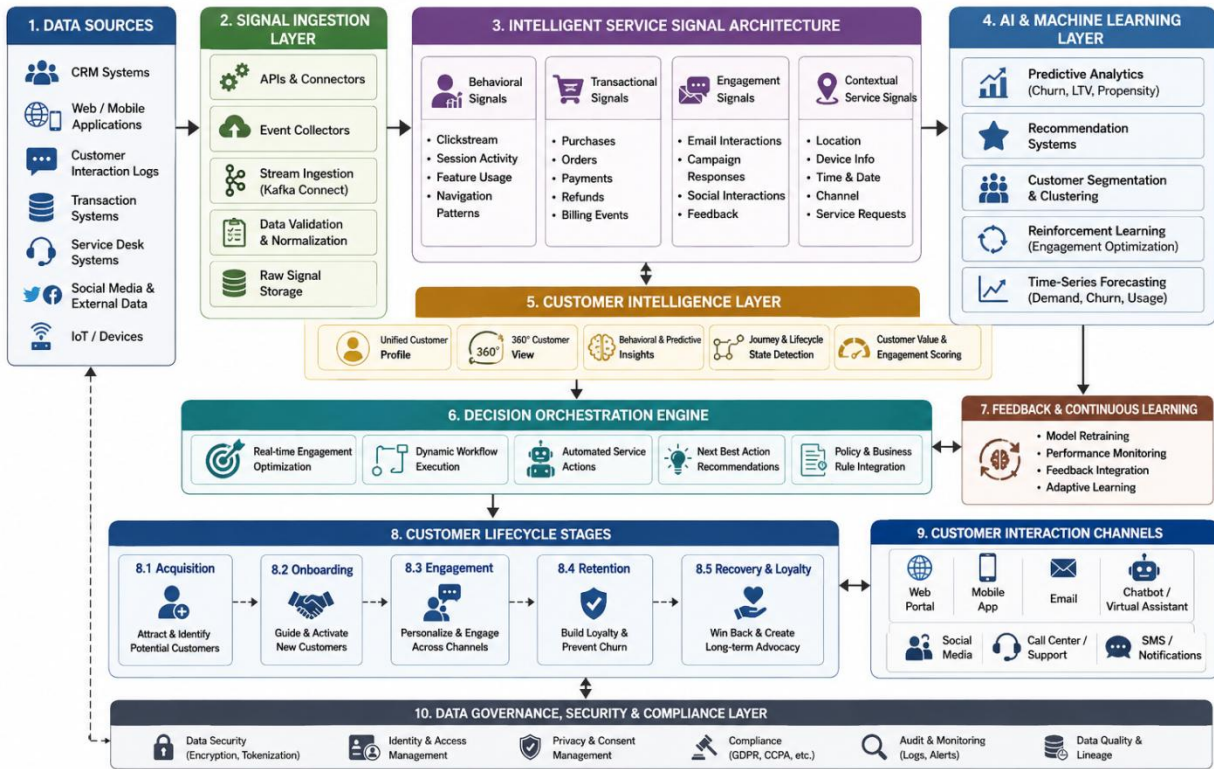 1. DATA SOURCES
CRM Systems
Web / Mobile
Applications
Customer
Interaction Logs
Transaction
Systems
Service Desk
Systems
Social Media &
External Data
IoT / Devices
2. SIGNAL INGESTION
LAYER
APIs & Connectors
Event Collectors
Stream Ingestion
(Kafka Connect)
Data Validation
& Normalization
Raw Signal
Storage
3. INTELLIGENT SERVICE SIGNAL ARCHITECTURE
Behavioral
Signals
• Clickstream
• Session Activity
• Feature Usage
• Navigation
Patterns
Transactional
Signals
• Purchases
• Orders
• Payments
• Refunds
• Billing Events
Engagement
Signals
• Email Interactions
• Campaign
Responses
• Social Interactions
• Feedback
Contextual
Service Signals
• Location
• Device Info
• Time & Date
• Channel
• Service Requests
4. AI & MACHINE LEARNING
LAYER
Predictive Analytics
(Churn, LTV, Propensity)
Recommendation
Systems
Customer Segmentation
& Clustering
Reinforcement Learning
(Engagement Optimization)
Time-Series Forecasting
(Demand, Churn, Usage)
5. CUSTOMER INTELLIGENCE LAYER
Unified Customer
Profile
360°
360° Customer
View
Behavioral & Predictive
Insights
Journey & Lifecycle
State Detection
Customer Value &
Engagement Scoring
6. DECISION ORCHESTRATION ENGINE
Real-time Engagement
Optimization
Dynamic Workflow
Execution
Automated Service
Actions
Next Best Action
Recommendations
Policy & Business
Rule Integration
7. FEEDBACK & CONTINUOUS LEARNING
• Model Retraining
• Performance Monitoring
• Feedback Integration
• Adaptive Learning
8. CUSTOMER LIFECYCLE STAGES
8.1 Acquisition
Attract & Identify
Potential Customers
8.2 Onboarding
Guide & Activate
New Customers
8.3 Engagement
Personalize & Engage
Across Channels
8.4 Retention
Build Loyalty &
Prevent Churn
8.5 Recovery & Loyalty
Win Back & Create
Long-term Advocacy
9. CUSTOMER INTERACTION CHANNELS
Web
Portal
Mobile
App
Email
Chatbot /
Virtual Assistant
Social
Media
Call Center /
Support
SMS /
Notifications
10. DATA GOVERNANCE, SECURITY & COMPLIANCE LAYER
Data Security
(Encryption, Tokenization)
Identity & Access
Management
Privacy & Consent
Management
Compliance
(GDPR, CCPA, etc.)
Audit & Monitoring
(Logs, Alerts)
Data Quality &
Lineage